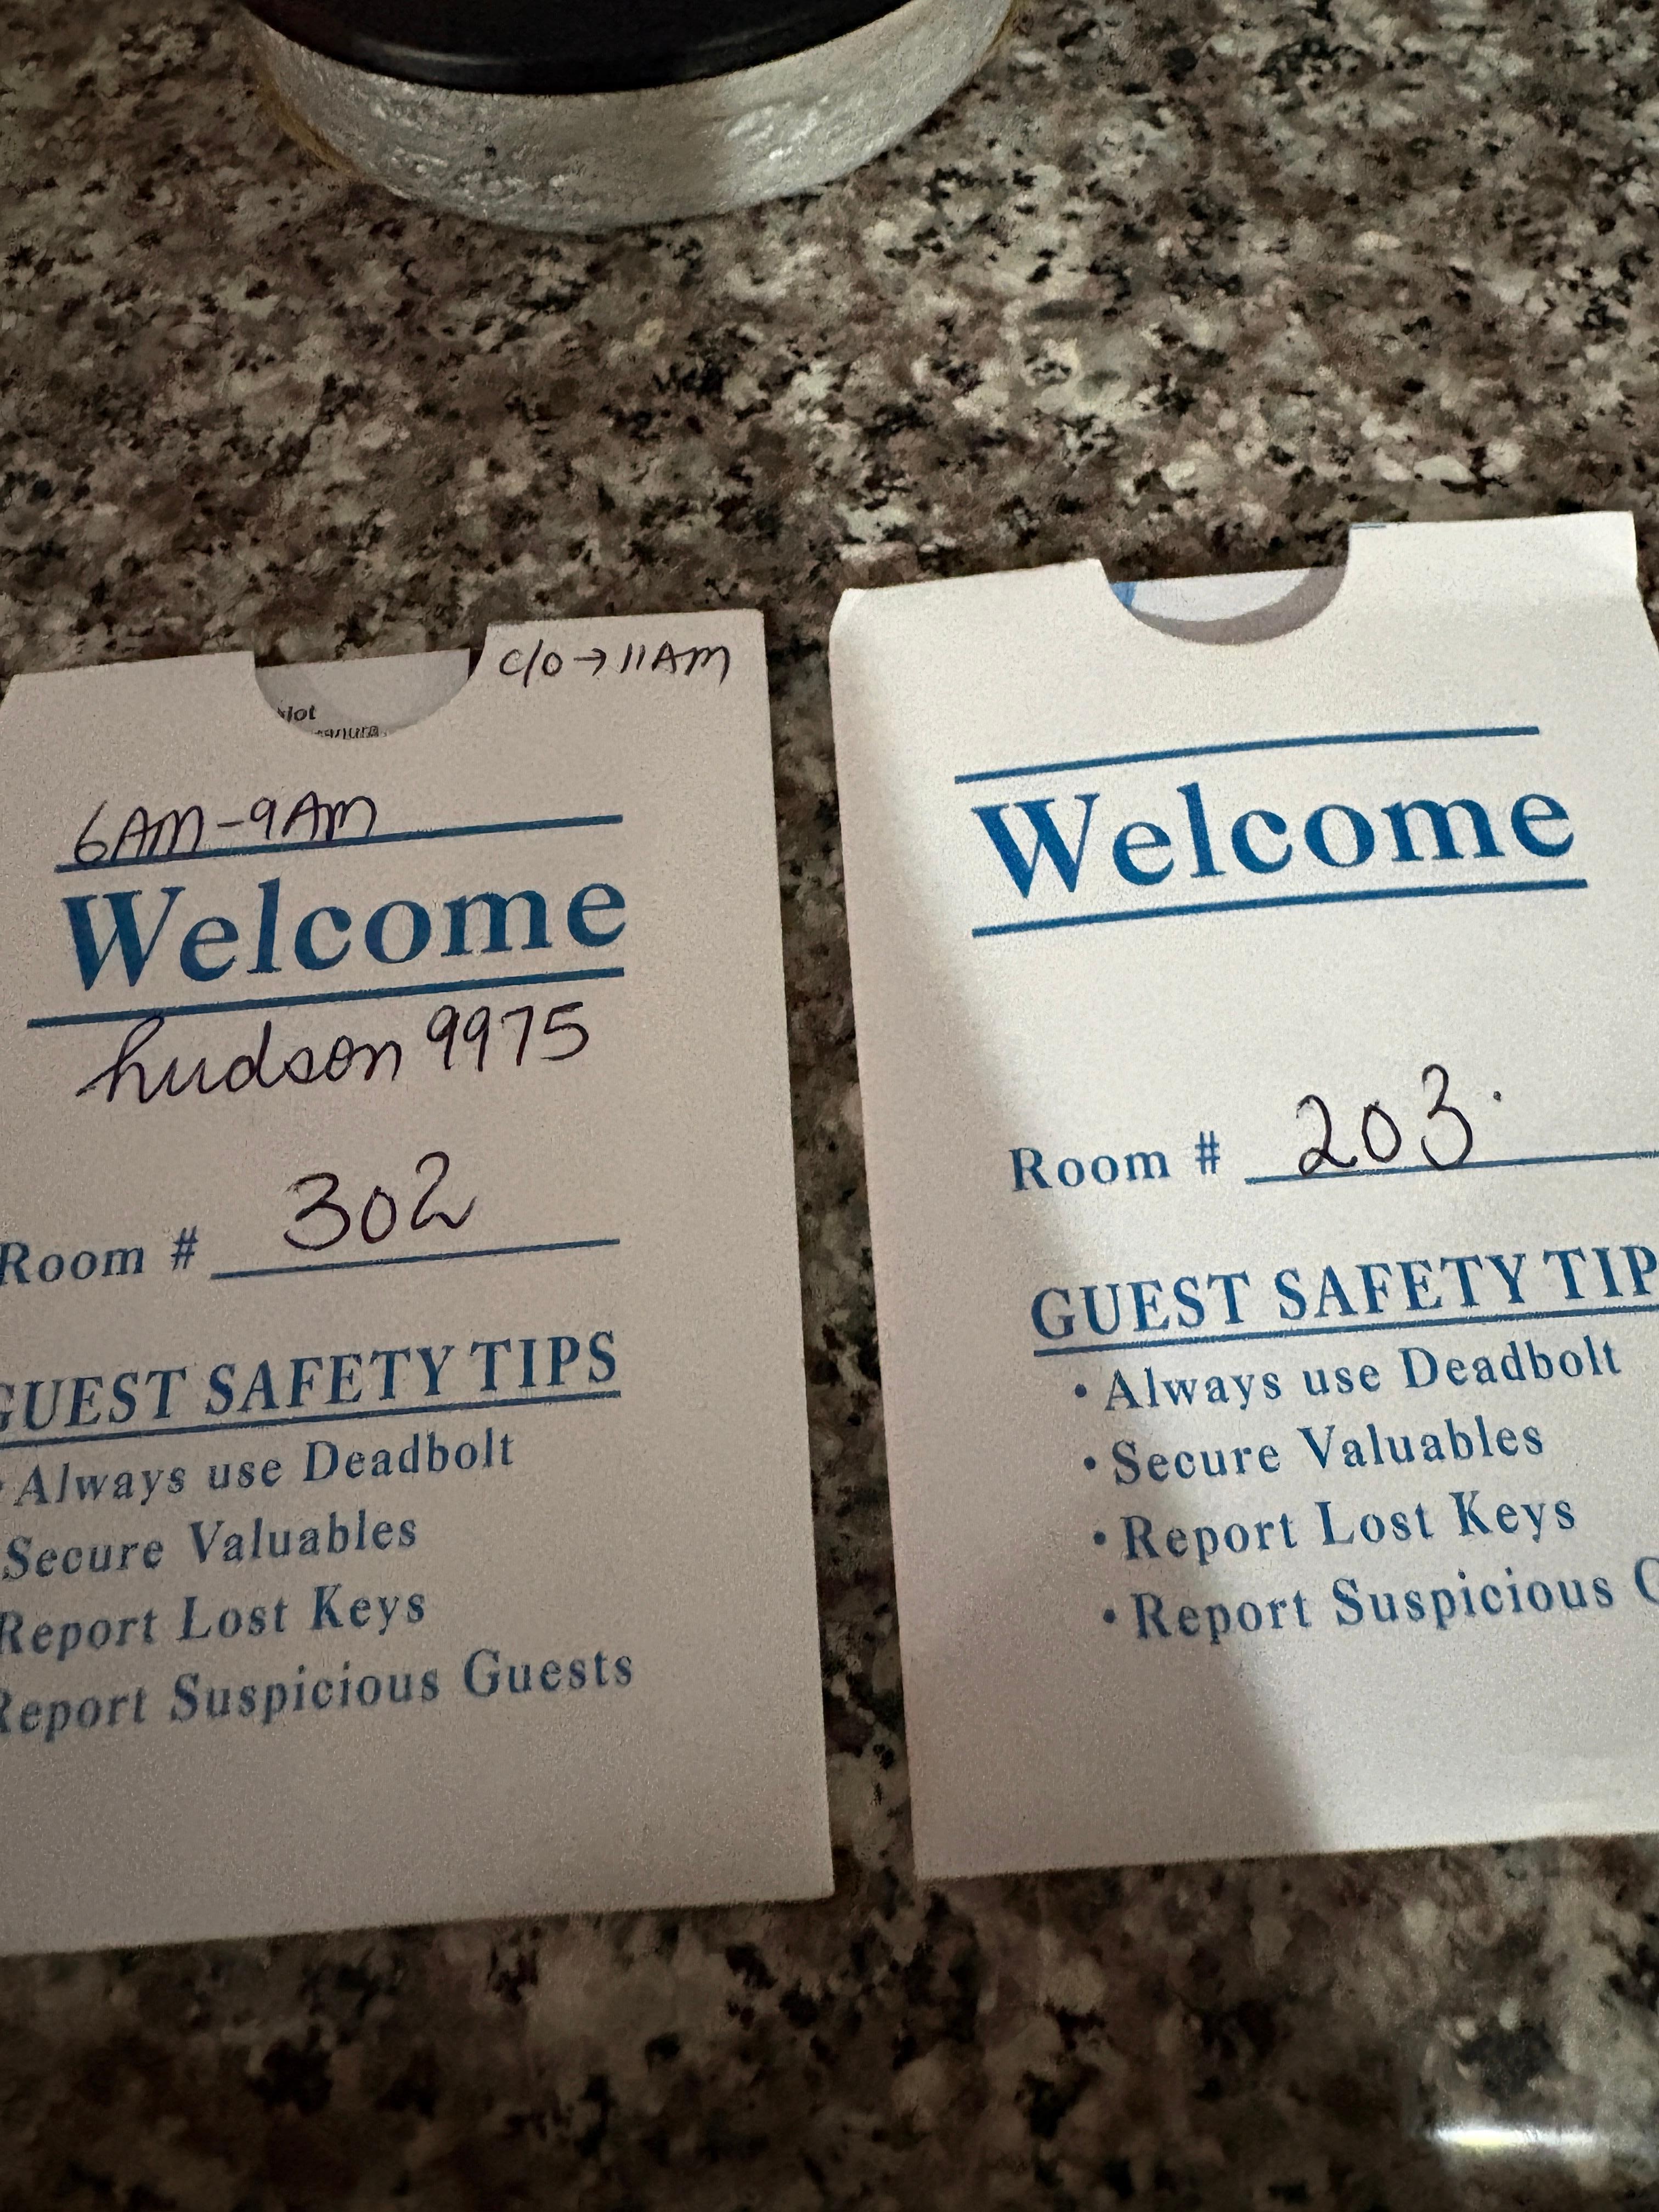 c/o → 11AM
6AM-9AM
Welcome
hudson 9975
Room # 302
GUEST SAFETY TIPS
Always use Deadbolt
Secure Valuables
Report Lost Keys
Report Suspicious Guests
Welcome
Room # 203.
GUEST SAFETY TIP
• Always use Deadbolt
• Secure Valuables
• Report Lost Keys
• Report Suspicious G